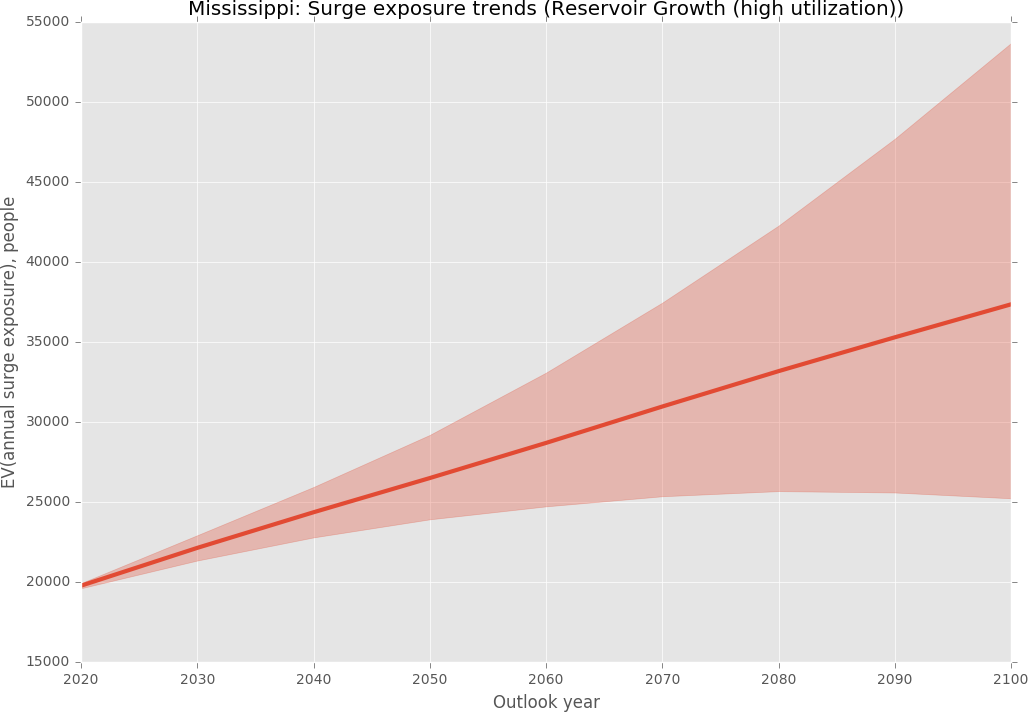 Mississippi: Surge exposure trends (Reservoir Growth (high utilization))
EV(annual surge exposure), people
55000
50000
45000
40000
35000
30000
25000
20000
15000
2020 2030 2040 2050 2060 2070 2080 2090 2100
Outlook year